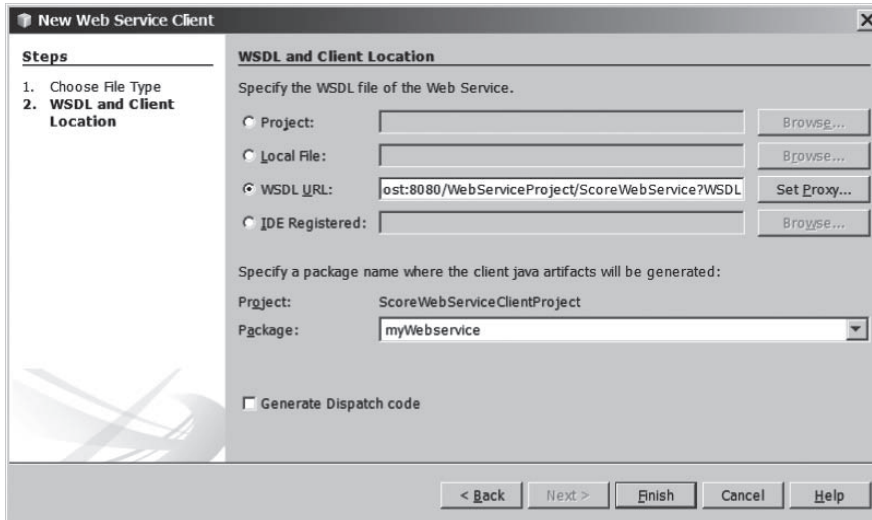 New Web Service Client
Steps
1. Choose File Type
2. WSDL and Client
Location
WSDL and Client Location
Specify the WSDL file of the Web Service.
Project:
Browse...
Local File:
Browse...
WSDL URL:
ost:8080/WebServiceProject/ScoreWebService?WSDL
Set Proxy...
IDE Registered:
Browse...
Specify a package name where the client java artifacts will be generated:
Project:
ScoreWebServiceClientProject
Package:
myWebservice
Generate Dispatch code
< Back
Next >
Finish
Cancel
Help